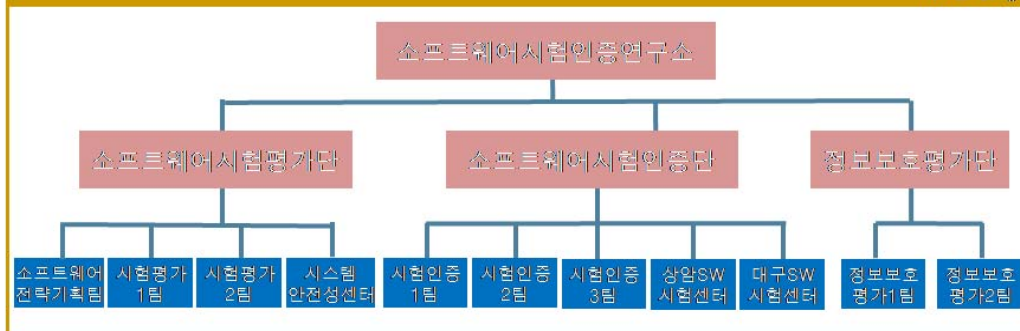 소프트웨어시험인증연구소
소프트웨어시험평가단
소프트웨어시험인증단
정보보호평가단
소프트웨어
전략기획팀
시험평가
1팀
시험평가
2팀
시스템
안전성센터
시험인증
1팀
시험인증
2팀
시험인증
3팀
상암SW
시험센터
대구SW
시험센터
정보보호
평가1팀
정보보호
평가2팀